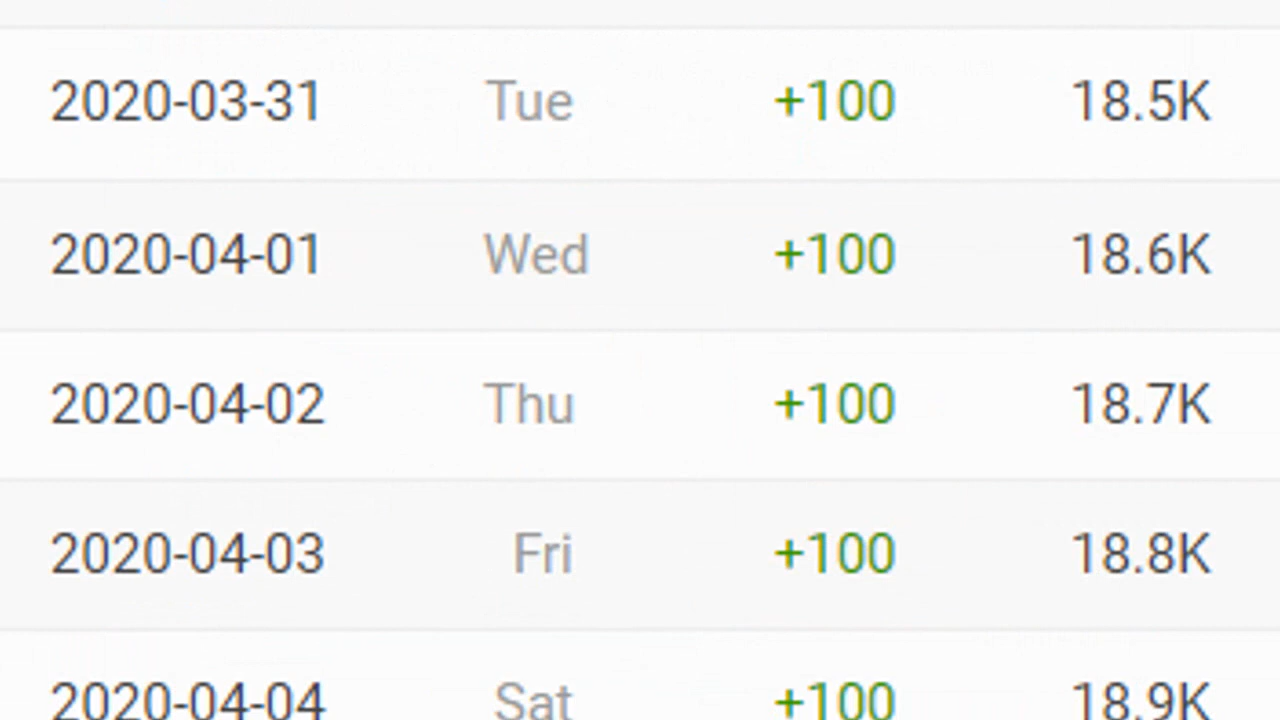 2020-03-31 Tue +100 18.5K
2020-04-01 Wed +100 18.6K
2020-04-02 Thu +100 18.7K
2020-04-03 Fri +100 18.8K
2020-04-04 Sat +100 18.9K